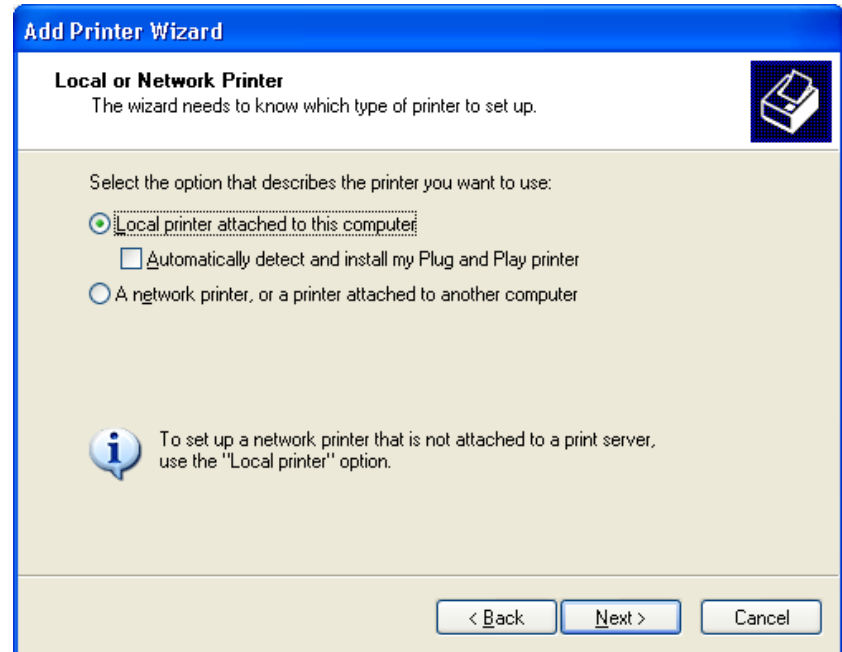 Add Printer Wizard
Local or Network Printer
The wizard needs to know which type of printer to set up.
Select the option that describes the printer you want to use:
Local printer attached to this computer
Automatically detect and install my Plug and Play printer
A network printer, or a printer attached to another computer
To set up a network printer that is not attached to a print server,
use the "Local printer" option.
< Back Next > Cancel